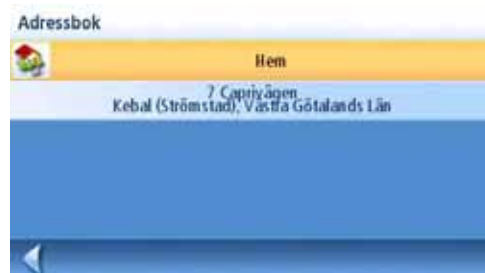 Adressbok
Hem
7 Caprivägen
Kebal (Strömstad), Västra Götalands Län